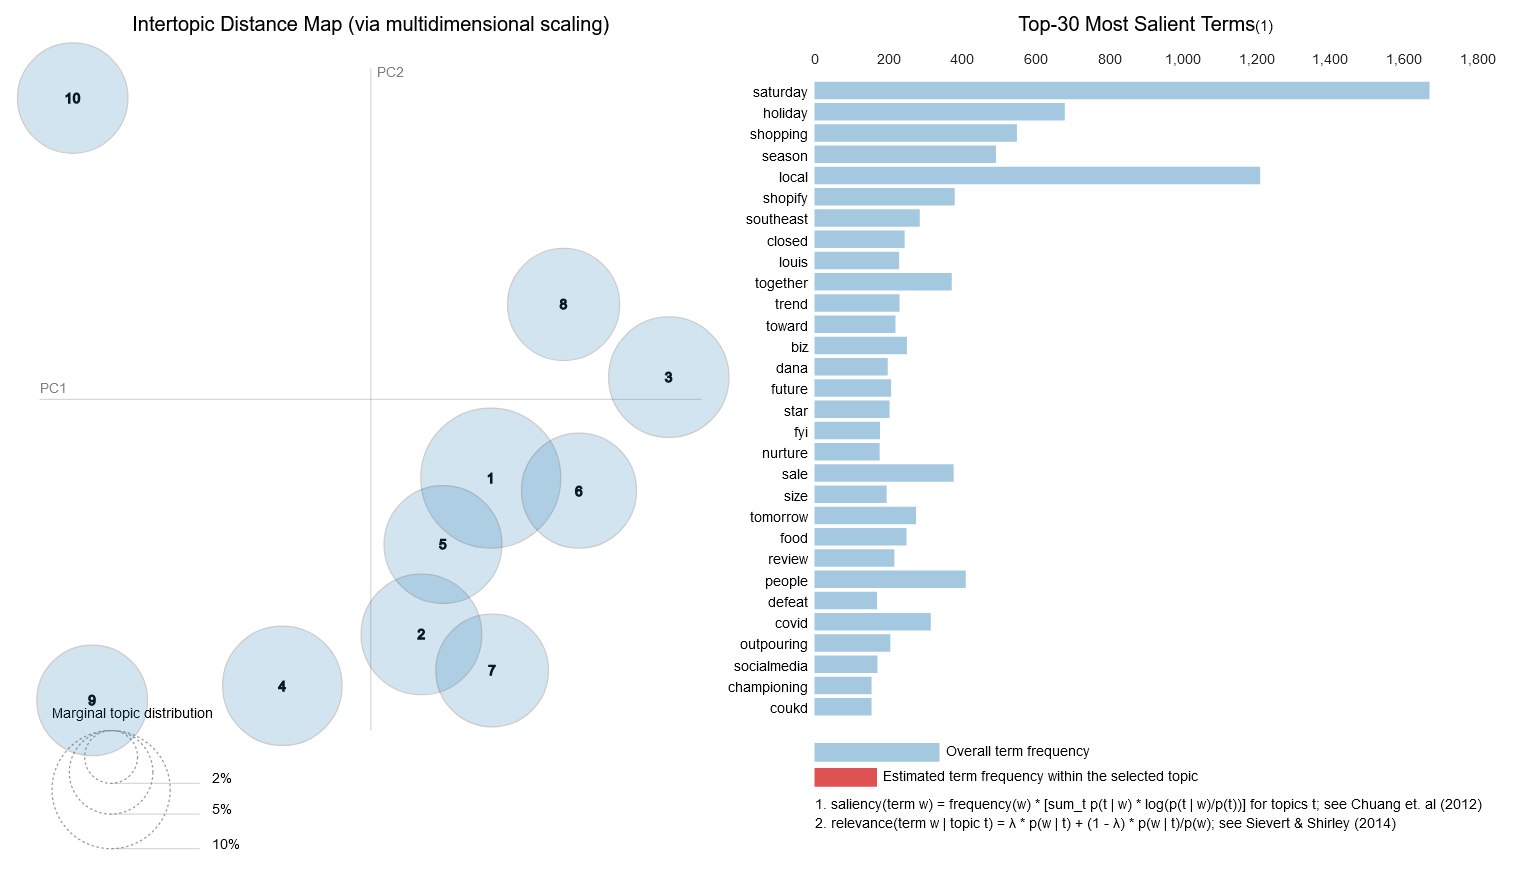 Intertopic Distance Map (via multidimensional scaling)
PC2
PC1
10
8
3
1
6
5
2
7
4
9
Marginal topic distribution
2%
5%
10%
Top-30 Most Salient Terms(1)
0 200 400 600 800 1,000 1,200 1,400 1,600 1,800
saturday
holiday
shopping
season
local
shopify
southeast
closed
louis
together
trend
toward
biz
dana
future
star
fyi
nurture
sale
size
tomorrow
food
review
people
defeat
covid
outpouring
socialmedia
championing
coukd
Overall term frequency
Estimated term frequency within the selected topic
1. saliency(term w) = frequency(w) * [sum_t p(t | w) * log(p(t | w)/p(t))] for topics t; see Chuang et. al (2012)
2. relevance(term w | topic t) = λ * p(w | t) + (1 - λ) * p(w | t)/p(w); see Sievert & Shirley (2014)